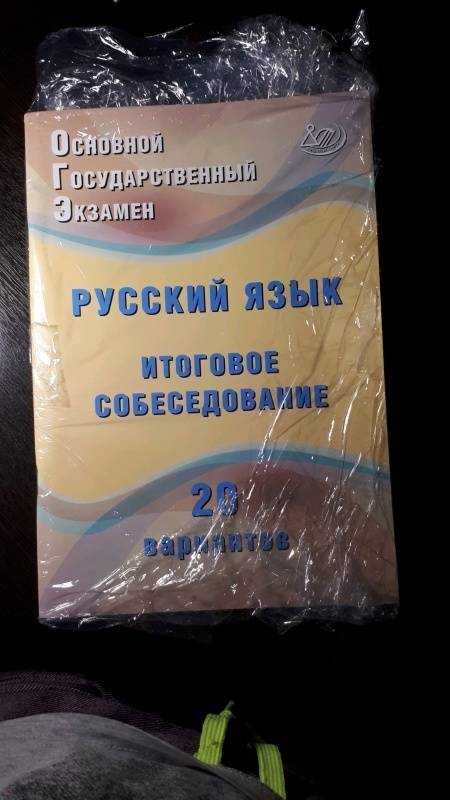 Основной
Государственный
Экзамен
РУССКИЙ ЯЗЫК
ИТОГОВОЕ
СОБЕСЕДОВАНИЕ
20
вариантов